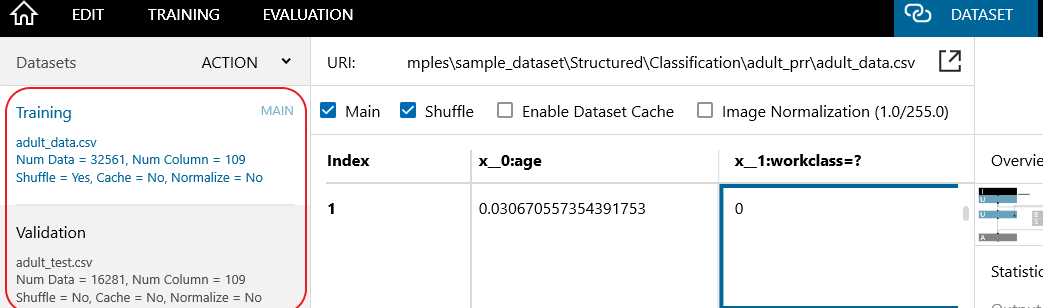 EDIT TRAINING EVALUATION DATASET
Datasets ACTION
URI: mples\sample_dataset\Structured\Classification\adult_prr\adult_data.csv
Training MAIN
adult_data.csv
Num Data = 32561, Num Column = 109
Shuffle = Yes, Cache = No, Normalize = No
Validation
adult_test.csv
Num Data = 16281, Num Column = 109
Shuffle = No, Cache = No, Normalize = No
Main Shuffle Enable Dataset Cache Image Normalization (1.0/255.0)
Index x__0:age x__1:workclass=?
1 0.030670557354391753 0
Overvie
Statistic